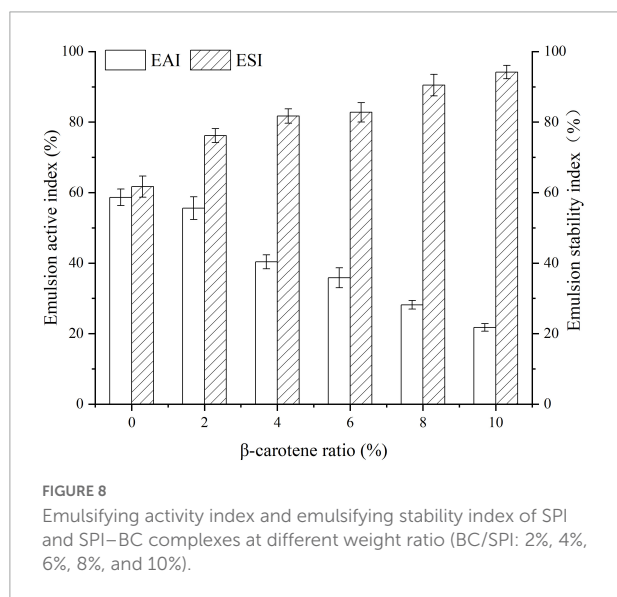 EAI ESI
100
80
60
40
20
0
Emulsion active index (%)
100
80
60
40
20
0
Emulsion stability index（%）
0 2 4 6 8 10
β-carotene ratio (%)
FIGURE 8
Emulsifying activity index and emulsifying stability index of SPI
and SPI–BC complexes at different weight ratio (BC/SPI: 2%, 4%,
6%, 8%, and 10%).